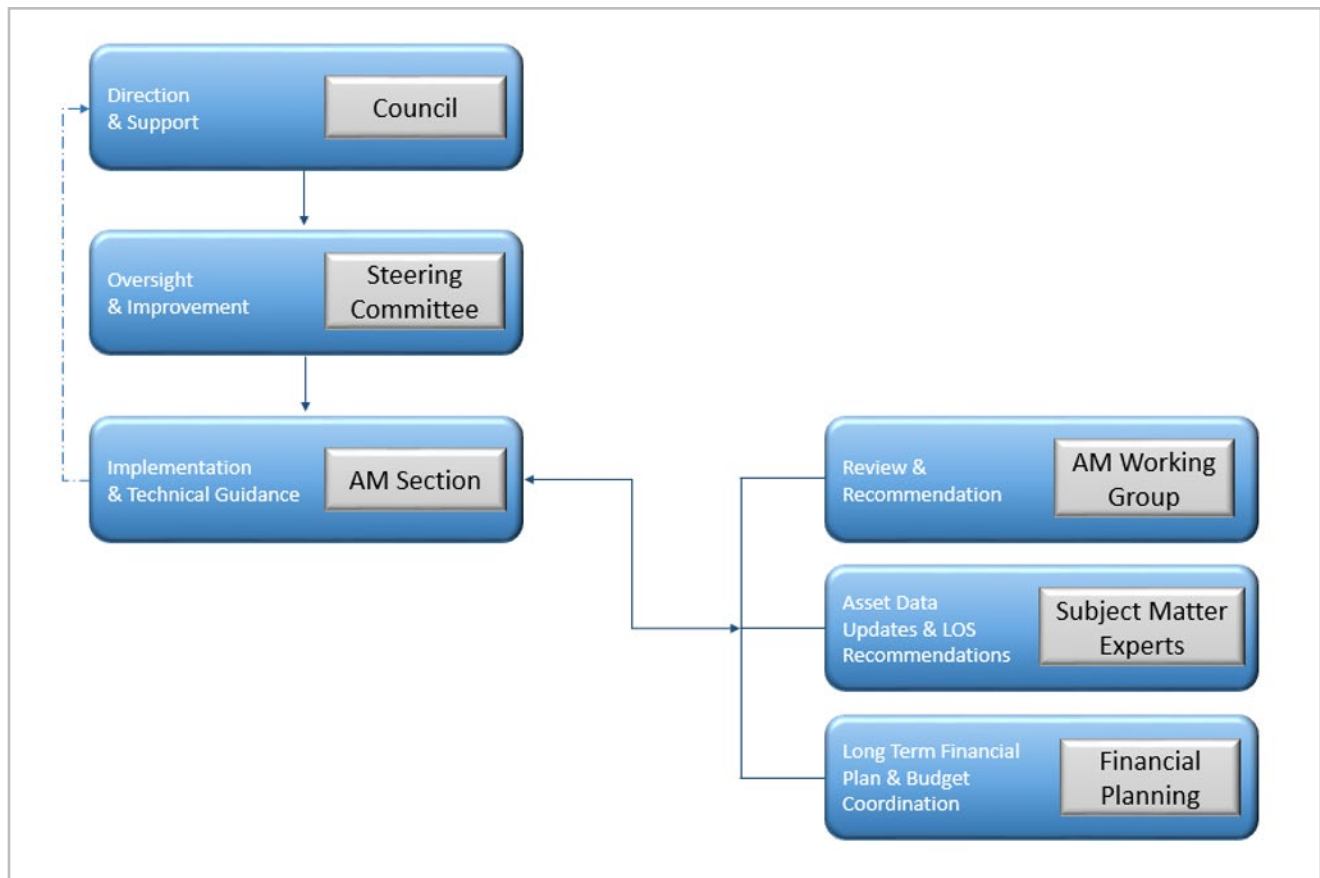 Direction
& Support
Council
Oversight
& Improvement
Steering
Committee
Implementation
& Technical Guidance
AM Section
Review &
Recommendation
AM Working
Group
Asset Data
Updates & LOS
Recommendations
Subject Matter
Experts
Long Term Financial
Plan & Budget
Coordination
Financial
Planning